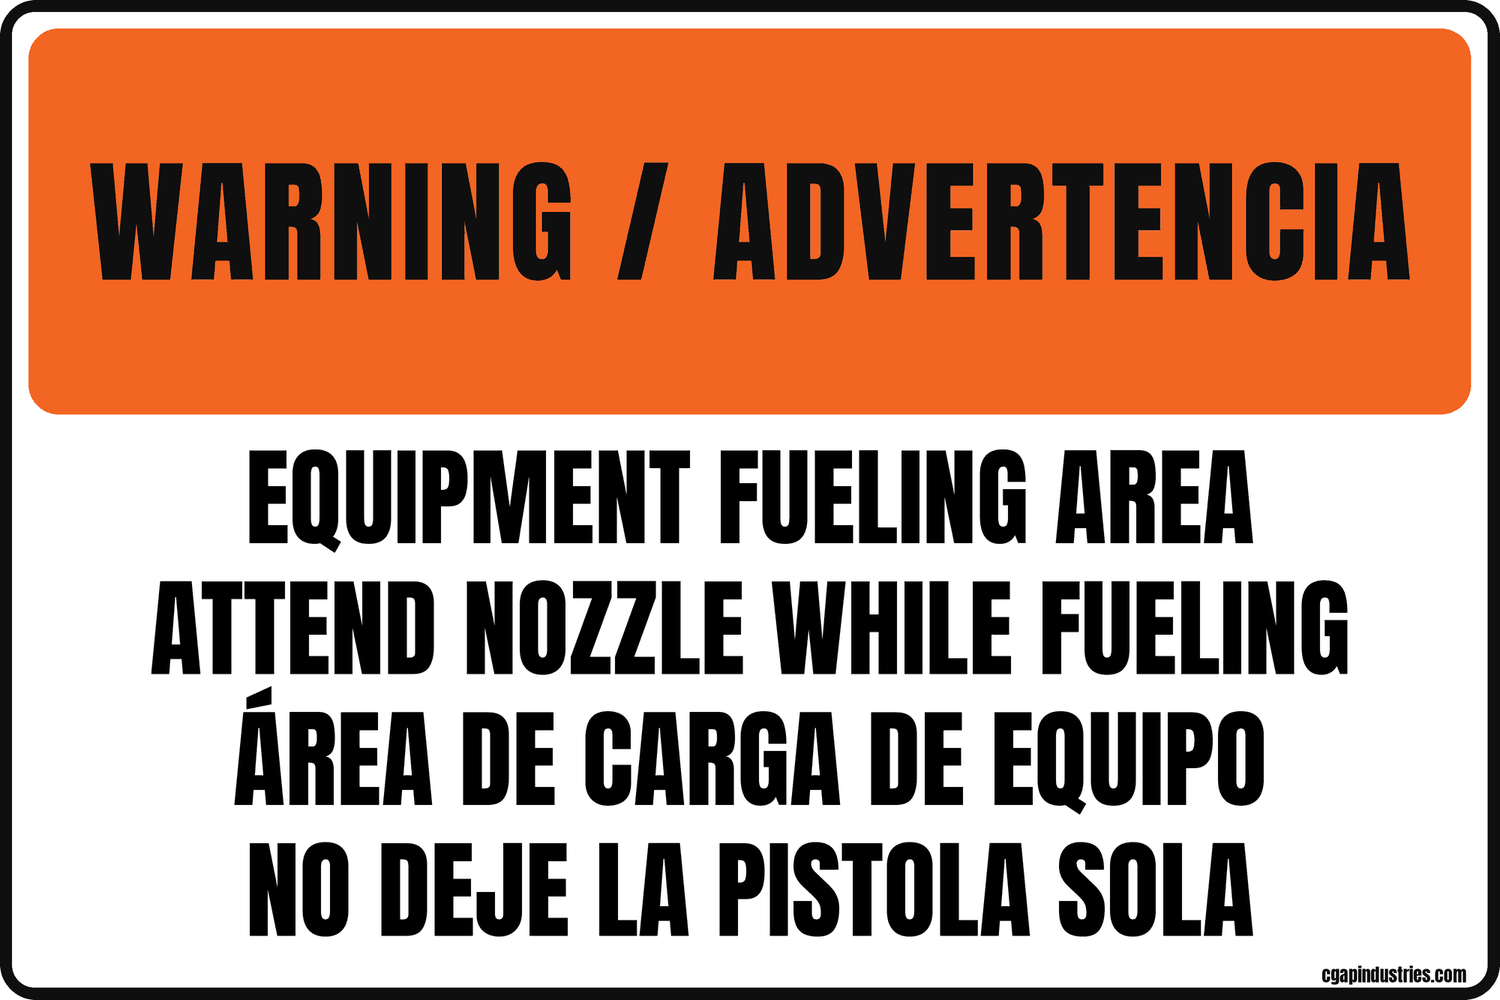 WARNING / ADVERTENCIA
EQUIPMENT FUELING AREA
ATTEND NOZZLE WHILE FUELING
ÁREA DE CARGA DE EQUIPO
NO DEJE LA PISTOLA SOLA
cgapindustries.com